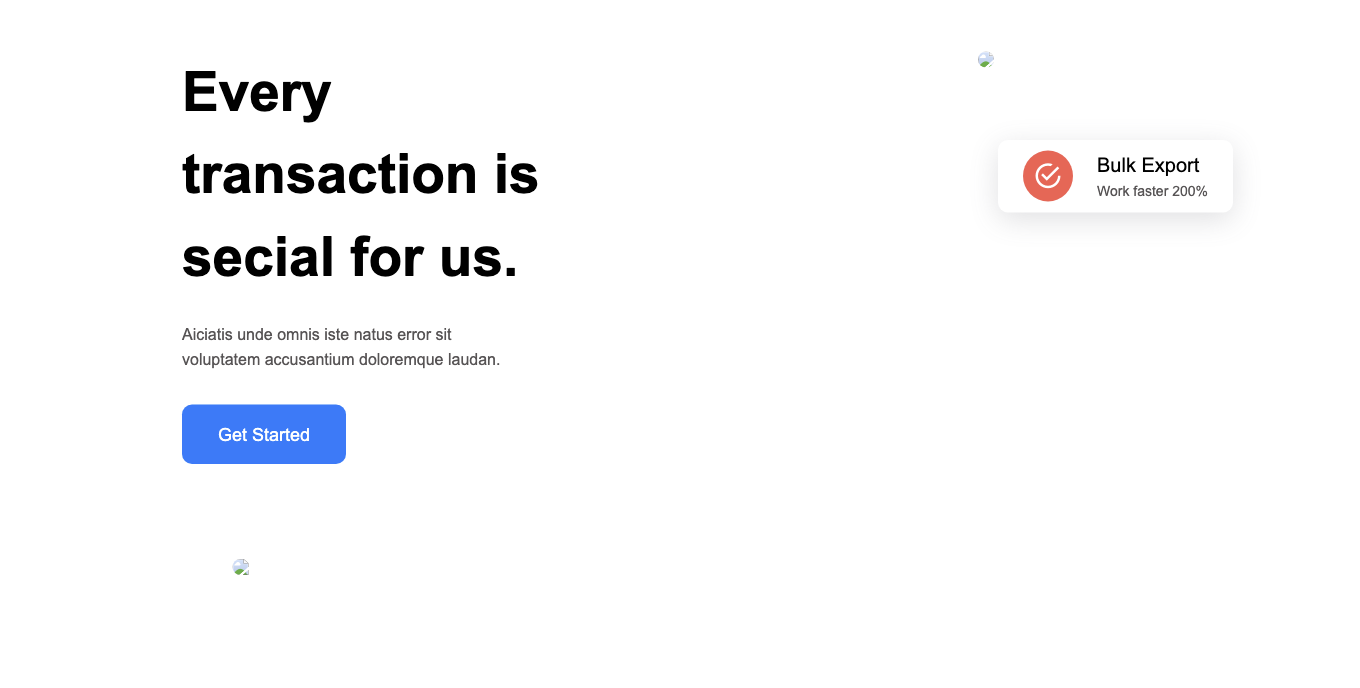 Every
transaction is
secial for us.
Aiciatis unde omnis iste natus error sit
voluptatem accusantium doloremque laudan.
Get Started
Bulk Export
Work faster 200%